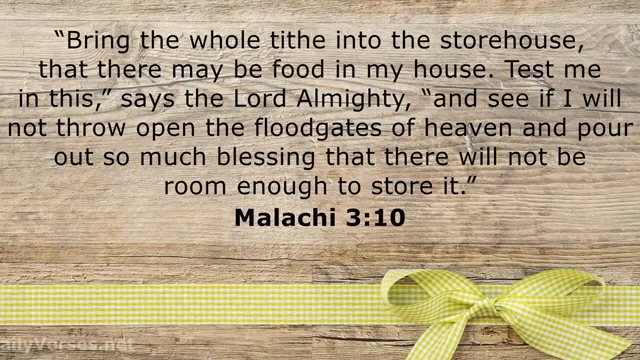 “Bring the whole tithe into the storehouse,
that there may be food in my house. Test me
in this,” says the Lord Almighty, “and see if I will
not throw open the floodgates of heaven and pour
out so much blessing that there will not be
room enough to store it.”
Malachi 3:10
ailyVerses.net